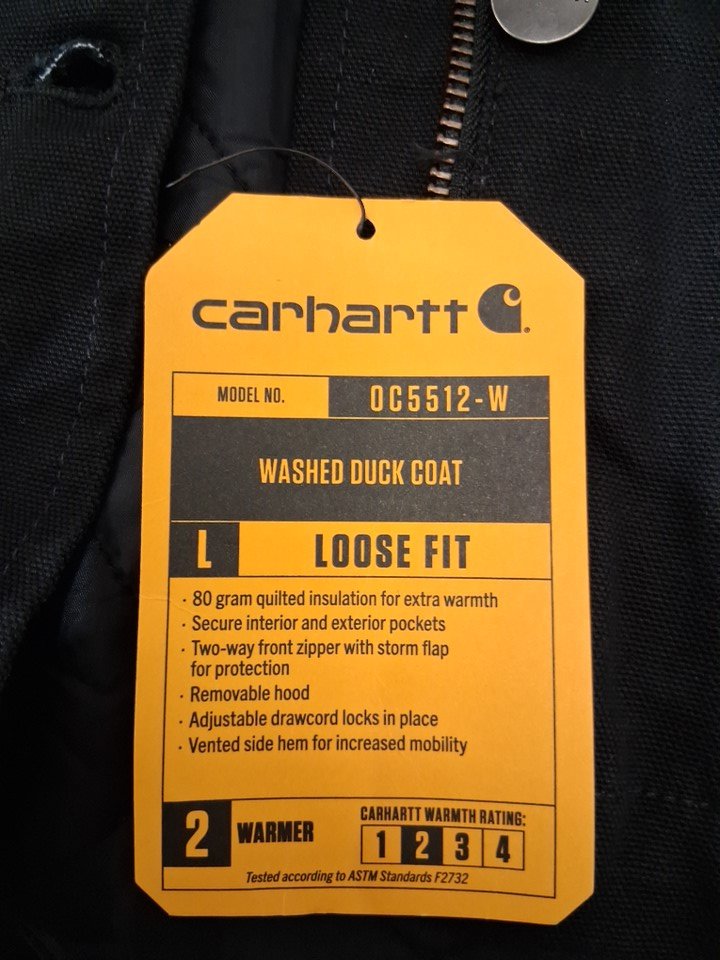 carhartt
MODEL NO. OC5512-W
WASHED DUCK COAT
L LOOSE FIT
· 80 gram quilted insulation for extra warmth
· Secure interior and exterior pockets
· Two-way front zipper with storm flap
for protection
· Removable hood
· Adjustable drawcord locks in place
· Vented side hem for increased mobility
2 WARMER
CARHARTT WARMTH RATING:
1 2 3 4
Tested according to ASTM Standards F2732